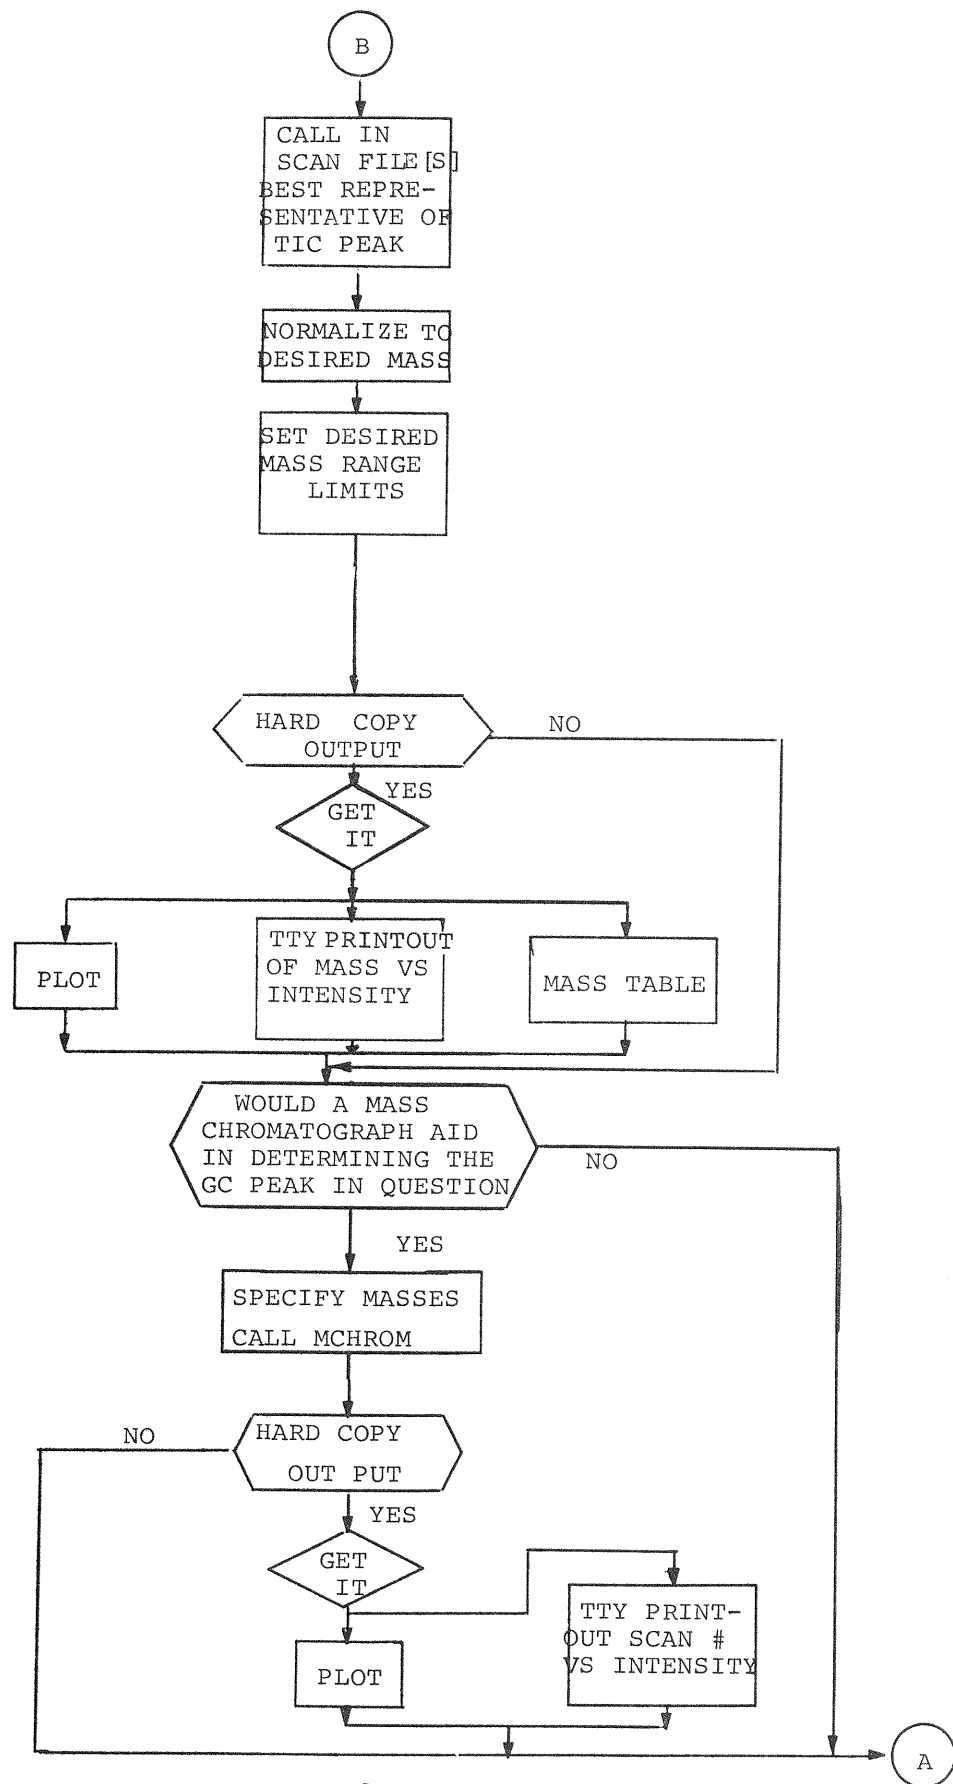 B
CALL IN
SCAN FILE[S]
BEST REPRE-
SENTATIVE OF
TIC PEAK
NORMALIZE TO
DESIRED MASS
SET DESIRED
MASS RANGE
LIMITS
HARD COPY
OUTPUT
NO
YES
GET
IT
PLOT
TTY PRINTOUT
OF MASS VS
INTENSITY
MASS TABLE
WOULD A MASS
CHROMATOGRAPH AID
IN DETERMINING THE
GC PEAK IN QUESTION
NO
YES
SPECIFY MASSES
CALL MCHROM
HARD COPY
OUT PUT
NO
YES
GET
IT
PLOT
TTY PRINT-
OUT SCAN #
VS INTENSITY
A